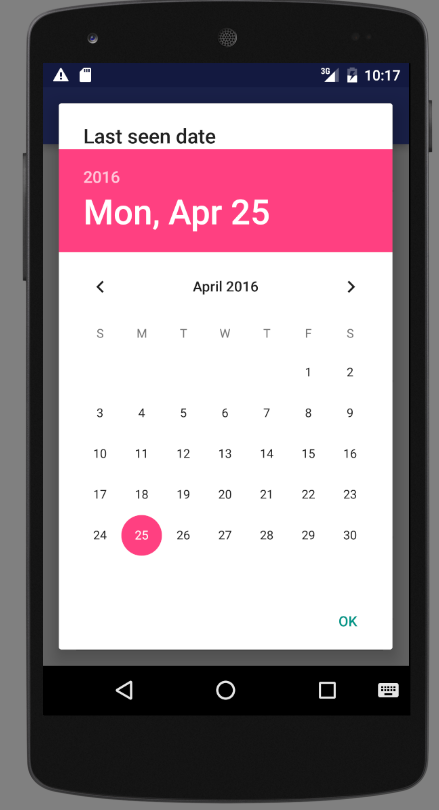 3G 10:17
Last seen date
2016
Mon, Apr 25
April 2016
S M T W T F S
1 2
3 4 5 6 7 8 9
10 11 12 13 14 15 16
17 18 19 20 21 22 23
24 25 26 27 28 29 30
OK